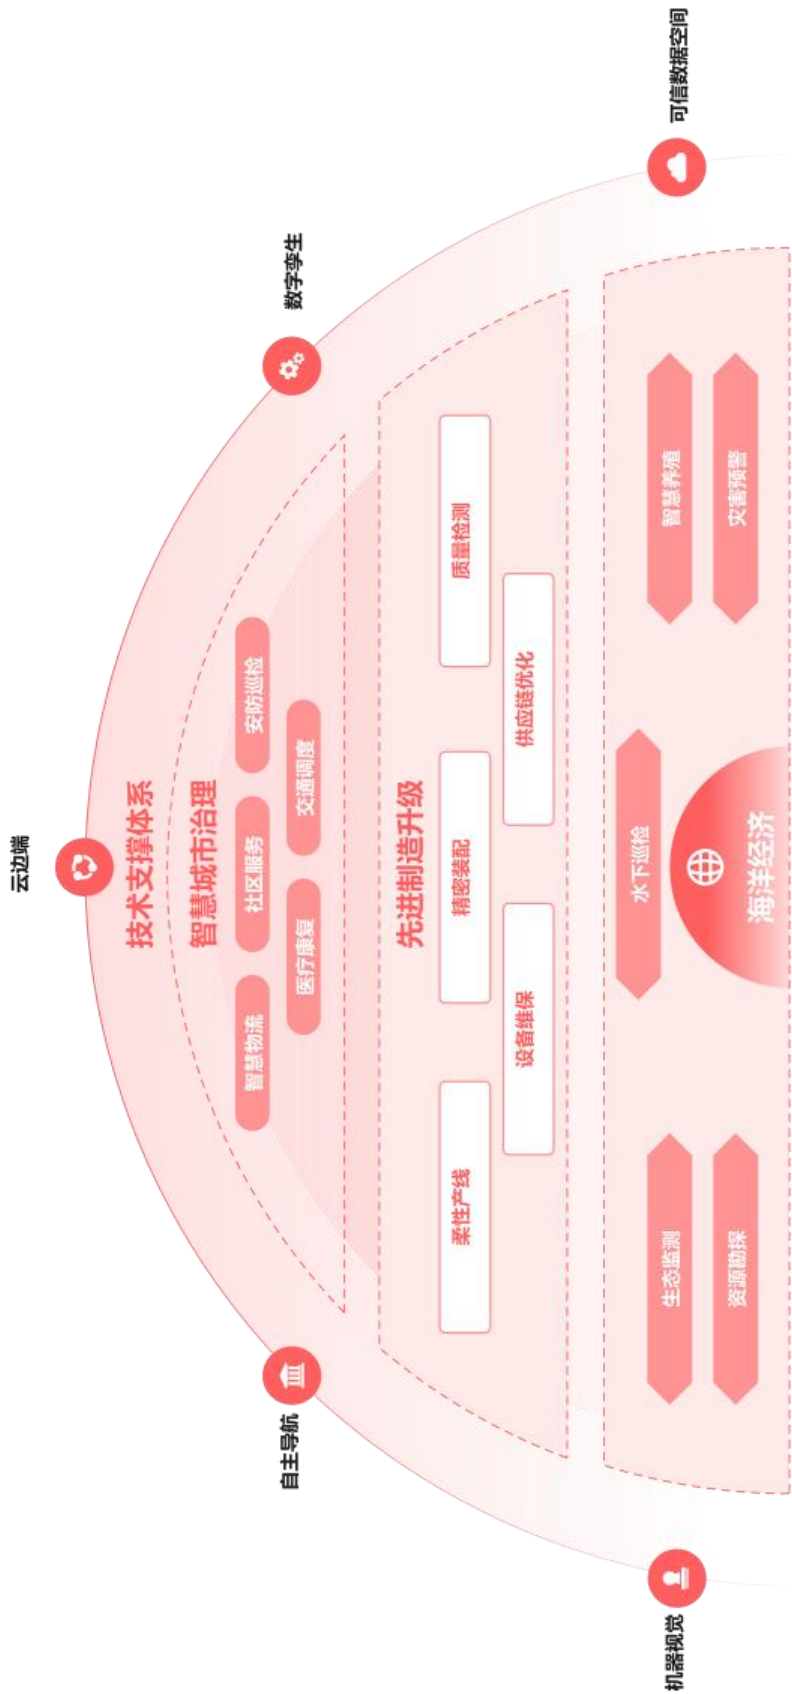 云边端
自主导航
数字孪生
机器视觉
可信数据空间
技术支撑体系
智慧城市治理
智慧物流
社区服务
安防巡检
医疗康复
交通调度
先进制造升级
柔性产线
精密装配
质量检测
设备维保
供应链优化
水下巡检
生态监测
智慧养殖
资源勘探
灾害预警
海洋经济